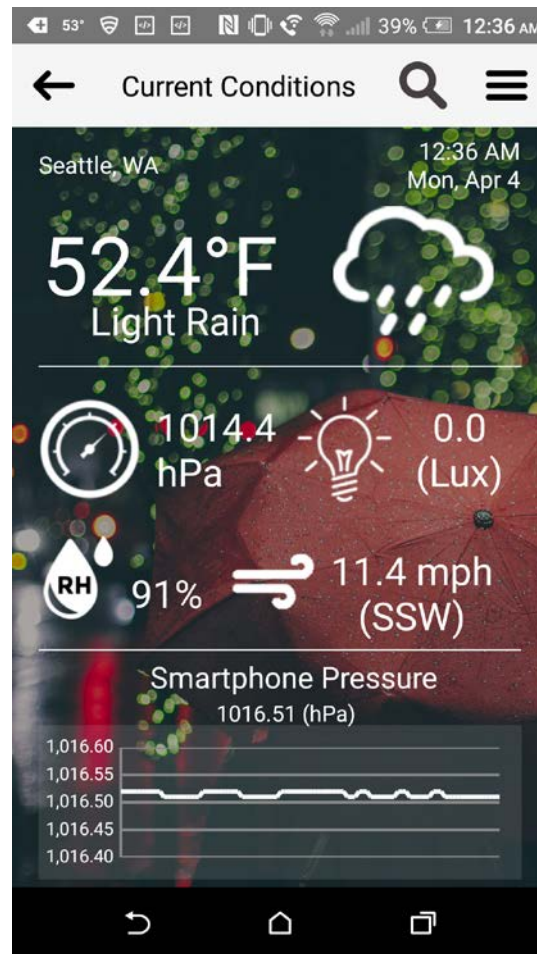 53° 39% 12:36 AM
Current Conditions
Seattle, WA
12:36 AM
Mon, Apr 4
52.4°F
Light Rain
1014.4
hPa
0.0
(Lux)
RH
91%
11.4 mph
(SSW)
Smartphone Pressure
1016.51 (hPa)
1,016.60
1,016.55
1,016.50
1,016.45
1,016.40